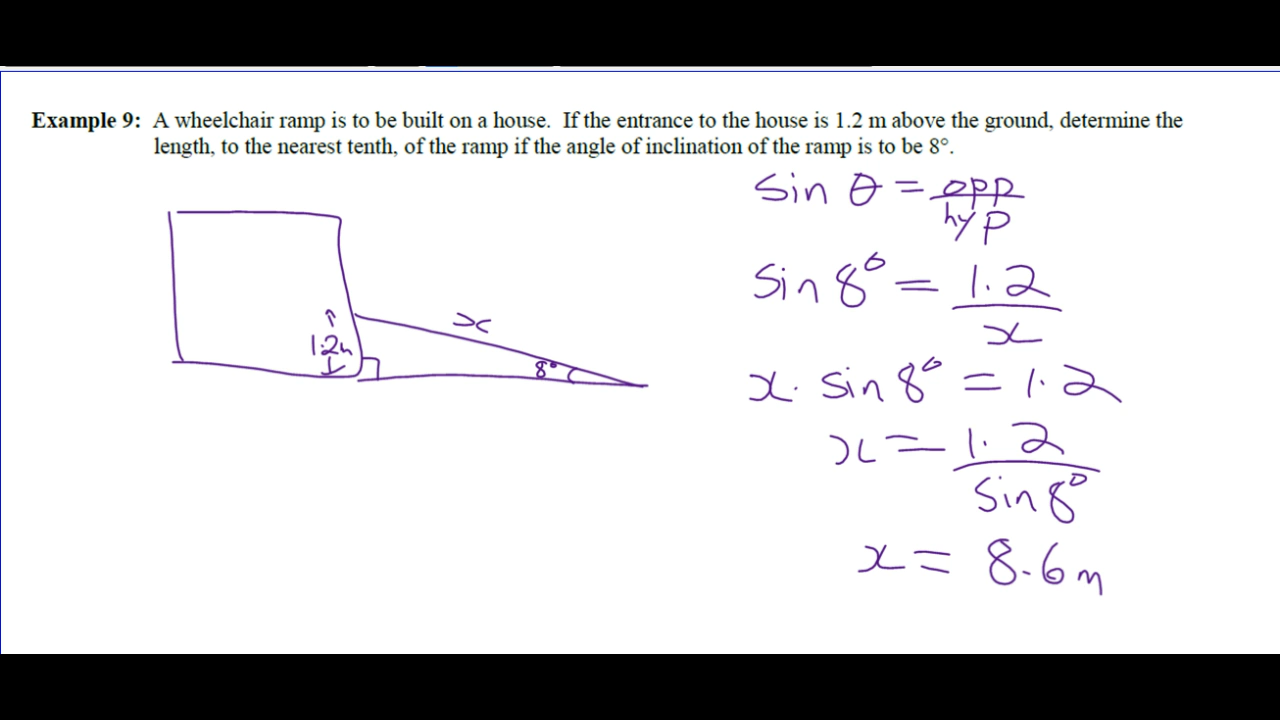 Example 9: A wheelchair ramp is to be built on a house. If the entrance to the house is 1.2 m above the ground, determine the
length, to the nearest tenth, of the ramp if the angle of inclination of the ramp is to be 8°.
sin θ = opp/hyp
sin 8° = 1.2/x
x · sin 8° = 1.2
x = 1.2/sin 8°
x = 8.6m
x
1.2m
8°